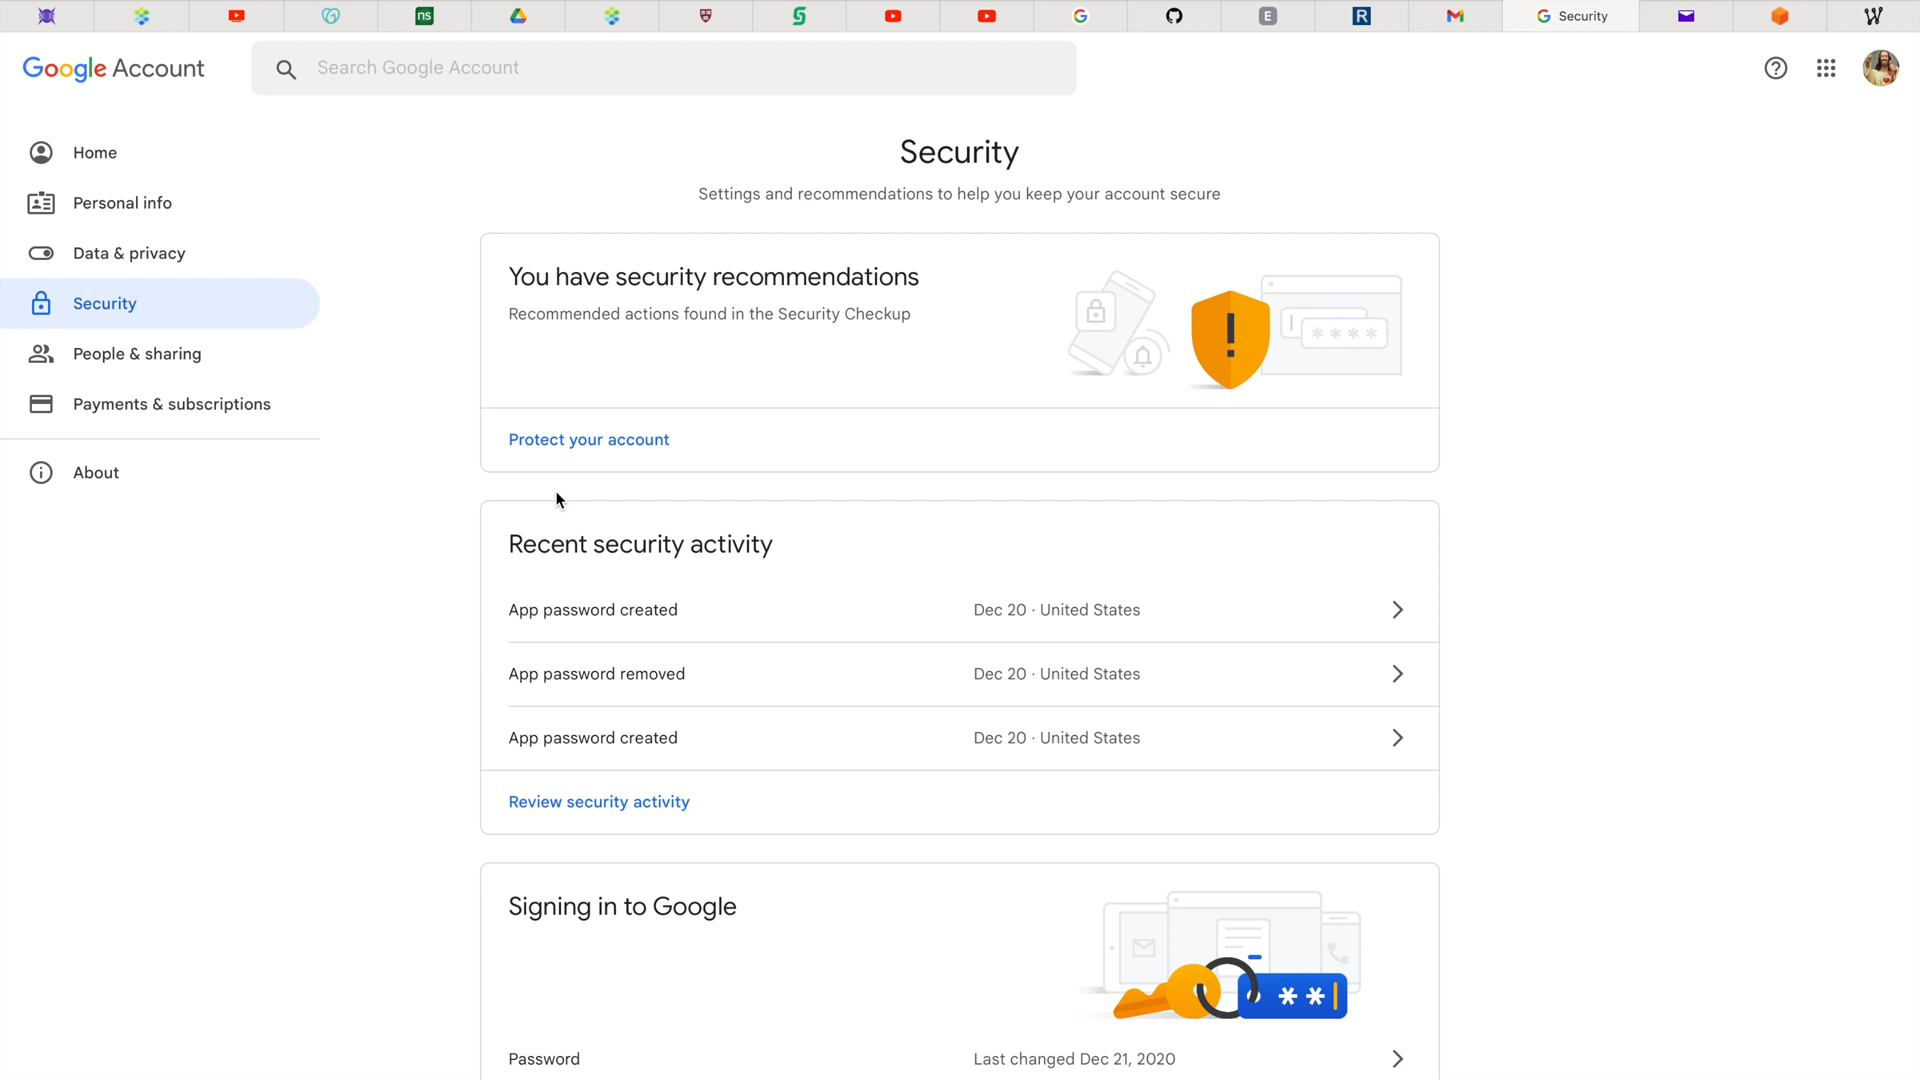 ns
E
R
Security
W
Google Account
Search Google Account
Home
Personal info
Data & privacy
Security
People & sharing
Payments & subscriptions
About
Security
Settings and recommendations to help you keep your account secure
You have security recommendations
Recommended actions found in the Security Checkup
Protect your account
Recent security activity
App password created Dec 20 · United States
App password removed Dec 20 · United States
App password created Dec 20 · United States
Review security activity
Signing in to Google
Password Last changed Dec 21, 2020